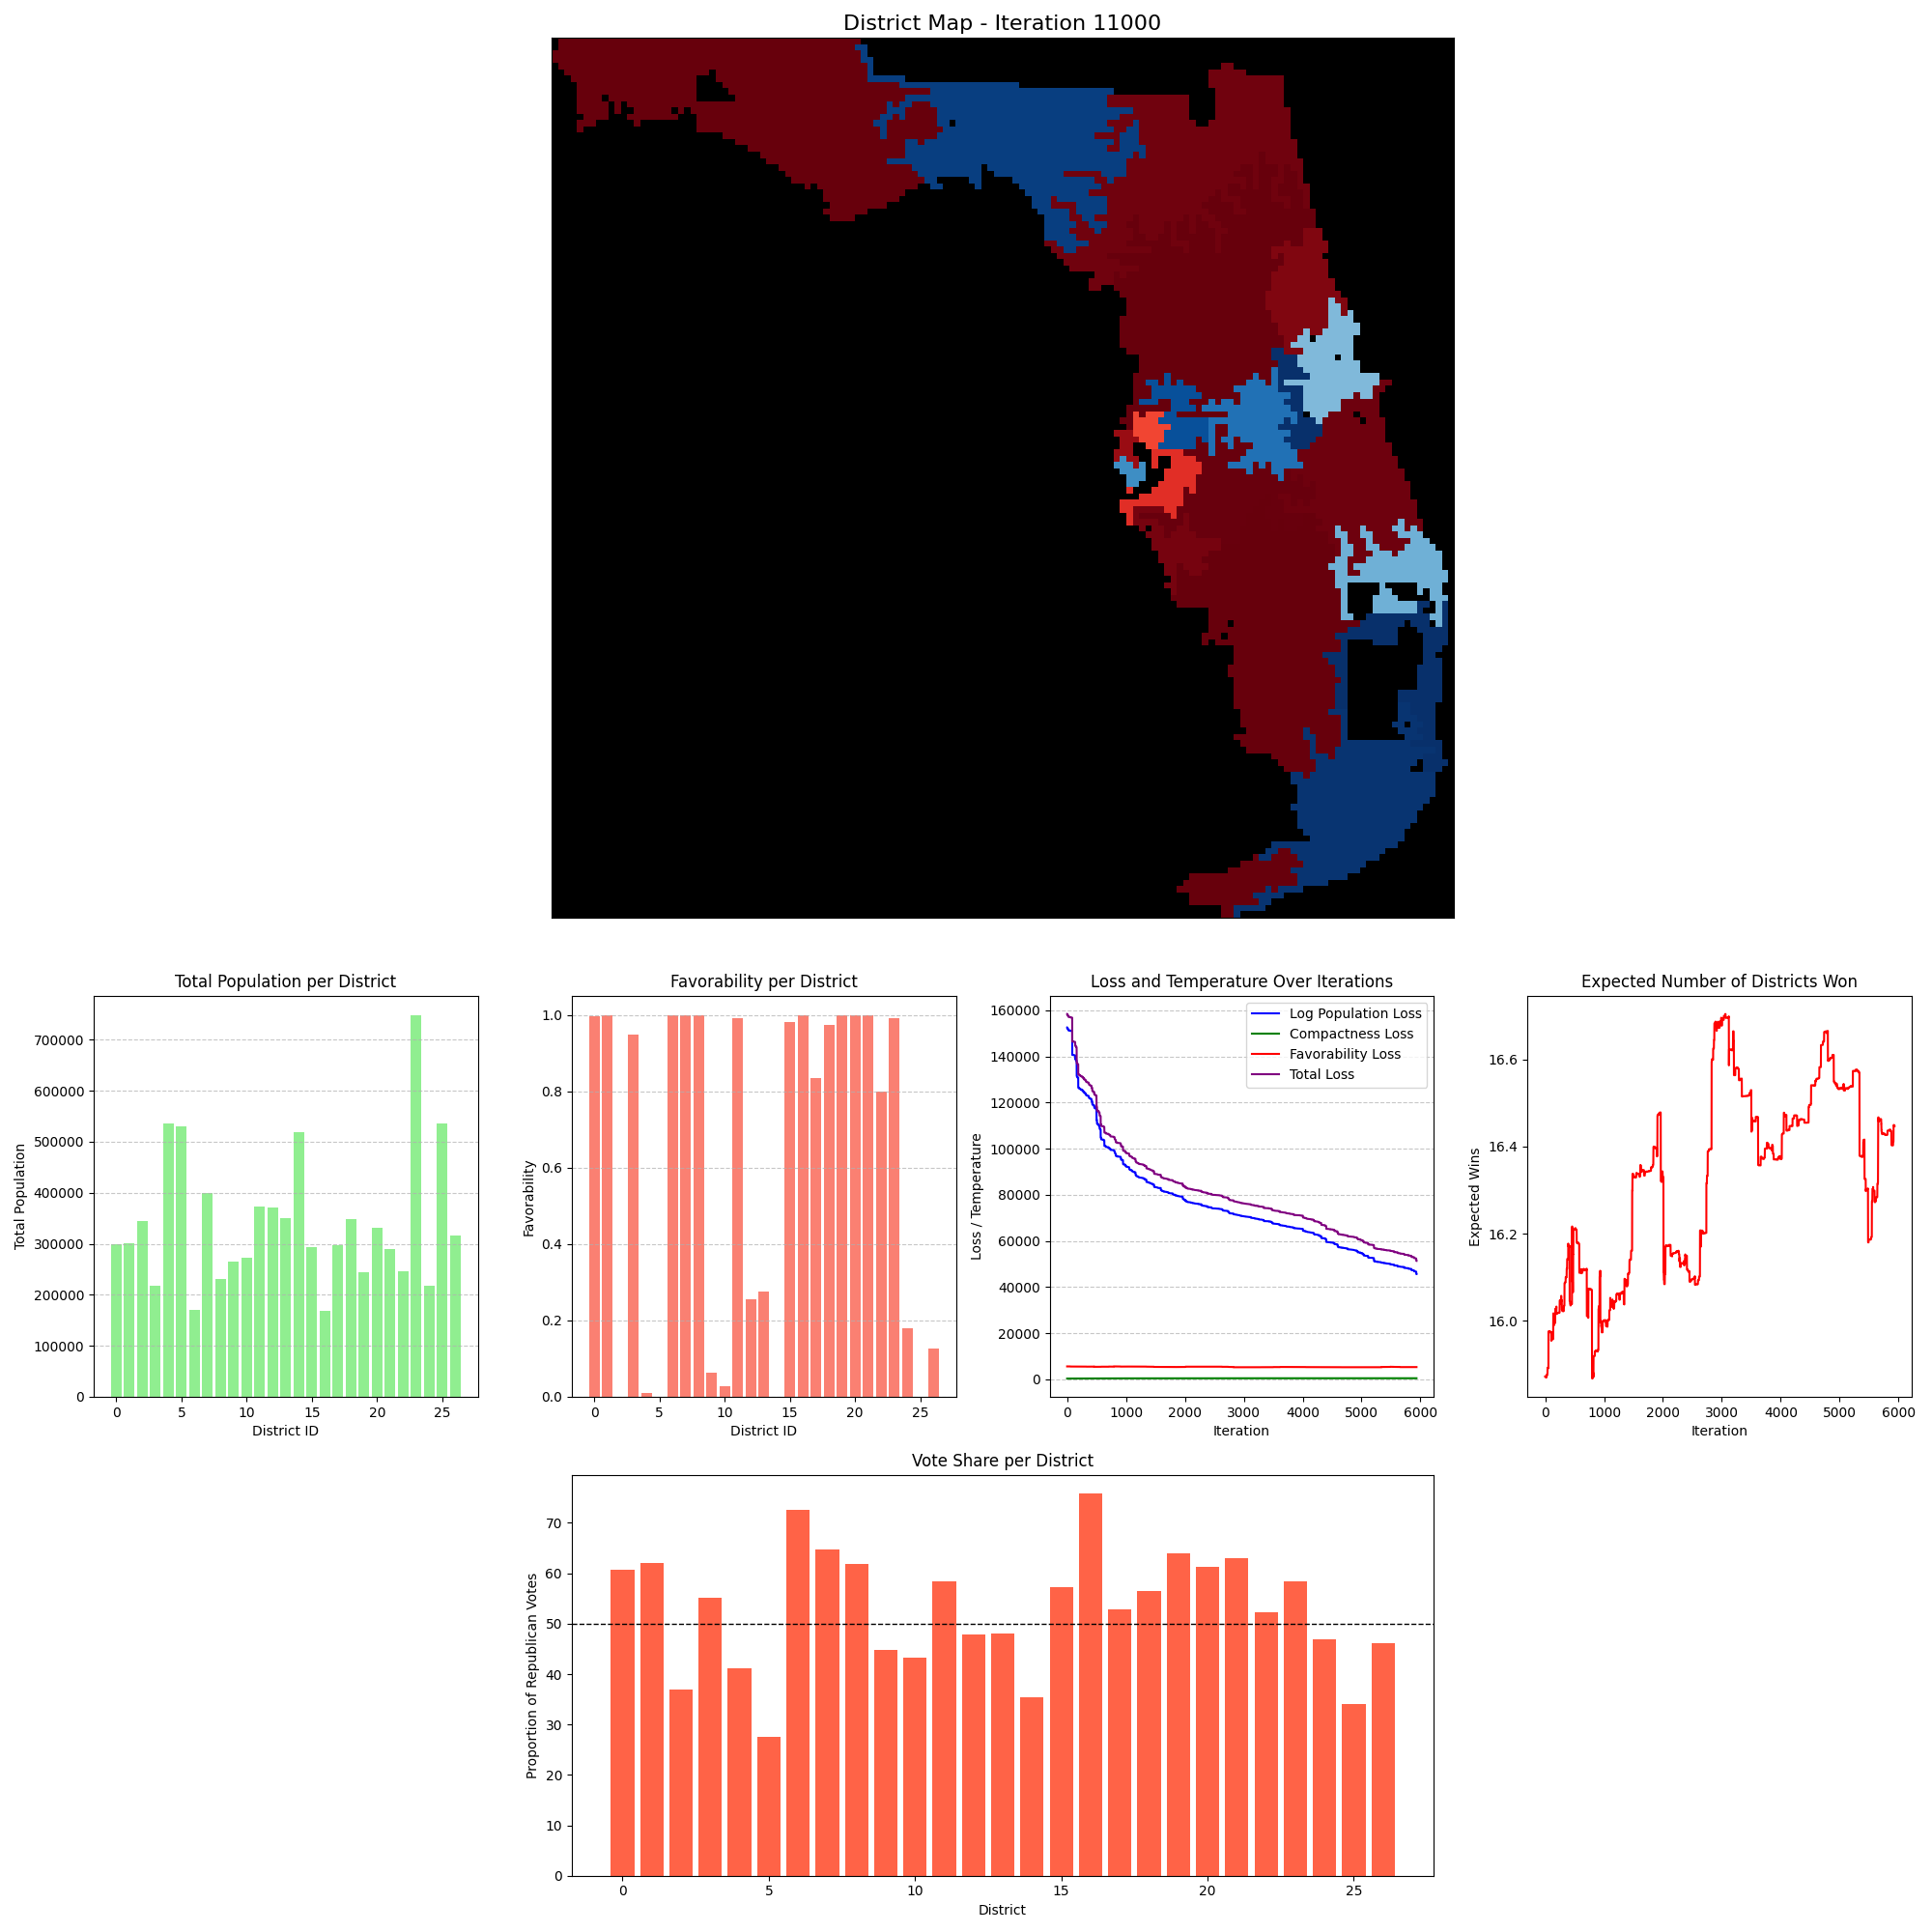 District Map - Iteration 11000
Total Population per District
Total Population
700000
600000
500000
400000
300000
200000
100000
0
0 5 10 15 20 25
District ID
Favorability per District
Favorability
1.0
0.8
0.6
0.4
0.2
0.0
0 5 10 15 20 25
District ID
Loss and Temperature Over Iterations
Loss / Temperature
160000
140000
120000
100000
80000
60000
40000
20000
0
Log Population Loss
Compactness Loss
Favorability Loss
Total Loss
0 1000 2000 3000 4000 5000 6000
Iteration
Expected Number of Districts Won
Expected Wins
16.6
16.4
16.2
16.0
0 1000 2000 3000 4000 5000 6000
Iteration
Vote Share per District
Proportion of Republican Votes
70
60
50
40
30
20
10
0
0 5 10 15 20 25
District